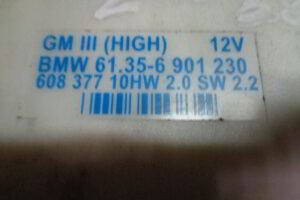 GM III (HIGH) 12V
BMW 61.35-6 901 230
608 377 10HW 2.0 SW 2.2